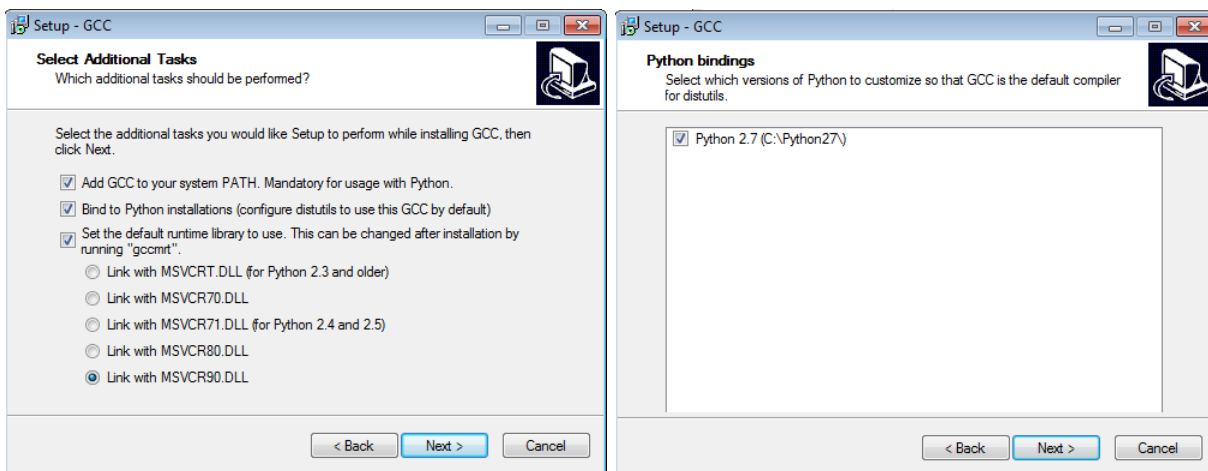 Setup - GCC
Select Additional Tasks
Which additional tasks should be performed?
Select the additional tasks you would like Setup to perform while installing GCC, then
click Next.
Add GCC to your system PATH. Mandatory for usage with Python.
Bind to Python installations (configure distutils to use this GCC by default)
Set the default runtime library to use. This can be changed after installation by
running "gccmrt".
Link with MSVCRT.DLL (for Python 2.3 and older)
Link with MSVCR70.DLL
Link with MSVCR71.DLL (for Python 2.4 and 2.5)
Link with MSVCR80.DLL
Link with MSVCR90.DLL
< Back
Next >
Cancel
Setup - GCC
Python bindings
Select which versions of Python to customize so that GCC is the default compiler
for distutils.
Python 2.7 (C:\Python27\)
< Back
Next >
Cancel